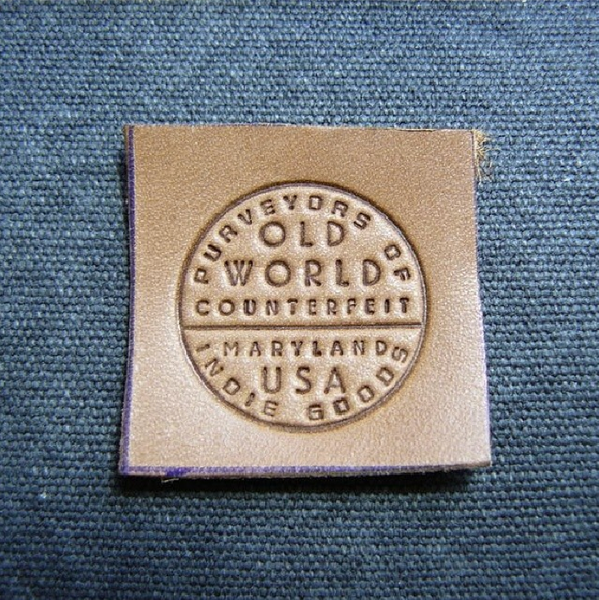 PURVEYORS OF
OLD
WORLD
COUNTERFEIT
MARYLAND
USA
INDIE GOODS